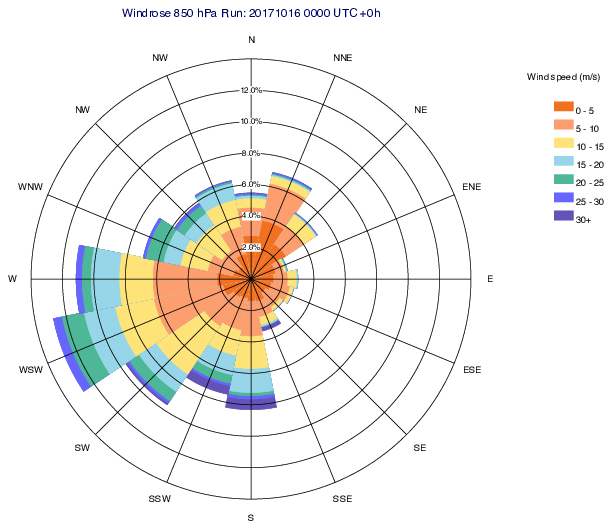 Windrose 850 hPa Run: 20171016 0000 UTC+0h
N
NW
NNE
Windspeed (m/s)
12.0%
0 - 5
NW
NE
10.0%
5 - 10
10 - 15
8.0%
15 - 20
WNW
6.0%
ENE
20 - 25
4.0%
25 - 30
30+
2.0%
W
E
WSW
ESE
SW
SE
SSW
SSE
S